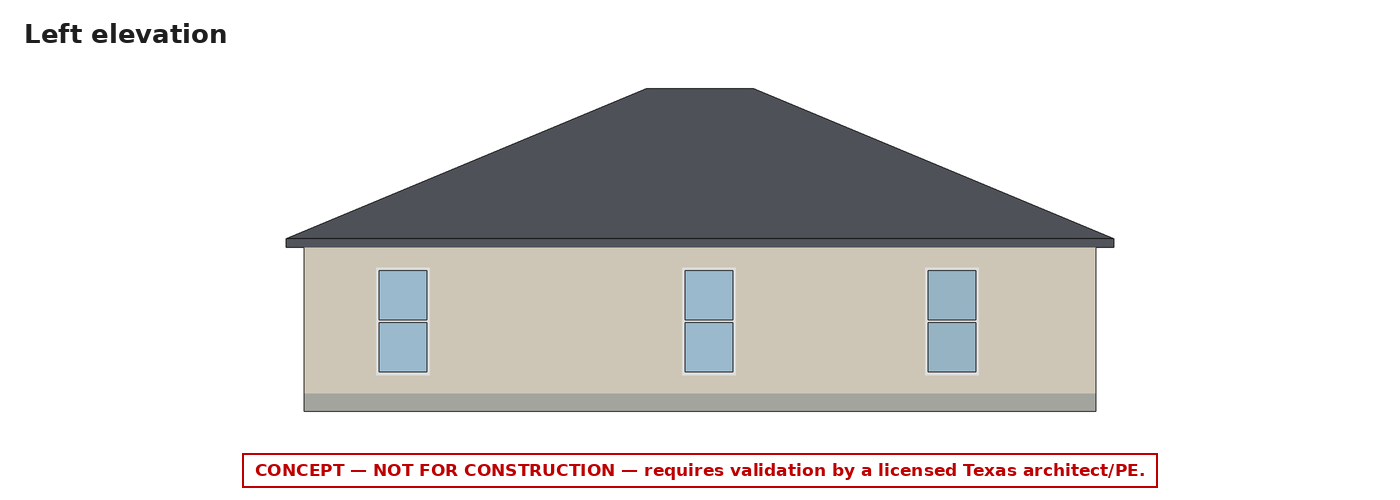 Left elevation
CONCEPT — NOT FOR CONSTRUCTION — requires validation by a licensed Texas architect/PE.